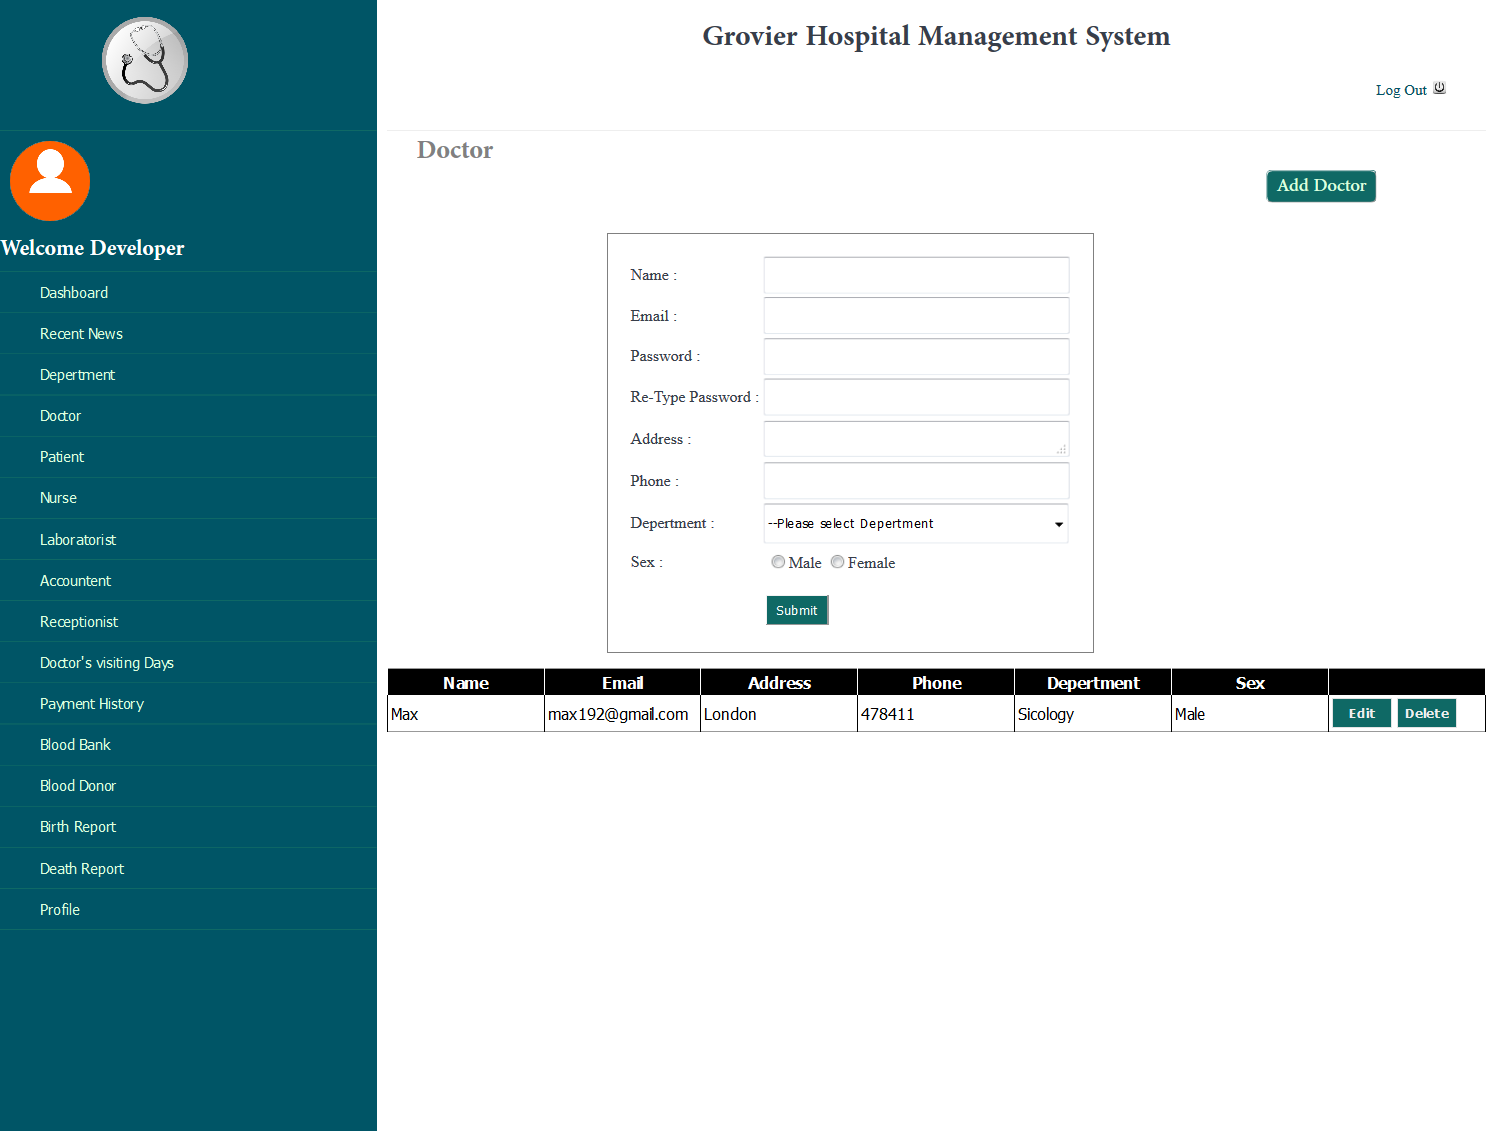 Grovier Hospital Management System
Log Out
Welcome Developer
Dashboard
Recent News
Depertment
Doctor
Patient
Nurse
Laboratorist
Accountent
Receptionist
Doctor's visiting Days
Payment History
Blood Bank
Blood Donor
Birth Report
Death Report
Profile
Doctor
Add Doctor
Name :
Email :
Password :
Re-Type Password :
Address :
Phone :
Depertment : --Please select Depertment
Sex : Male Female
Submit
Name Email Address Phone Depertment Sex
Max max192@gmail.com London 478411 Sicology Male Edit Delete